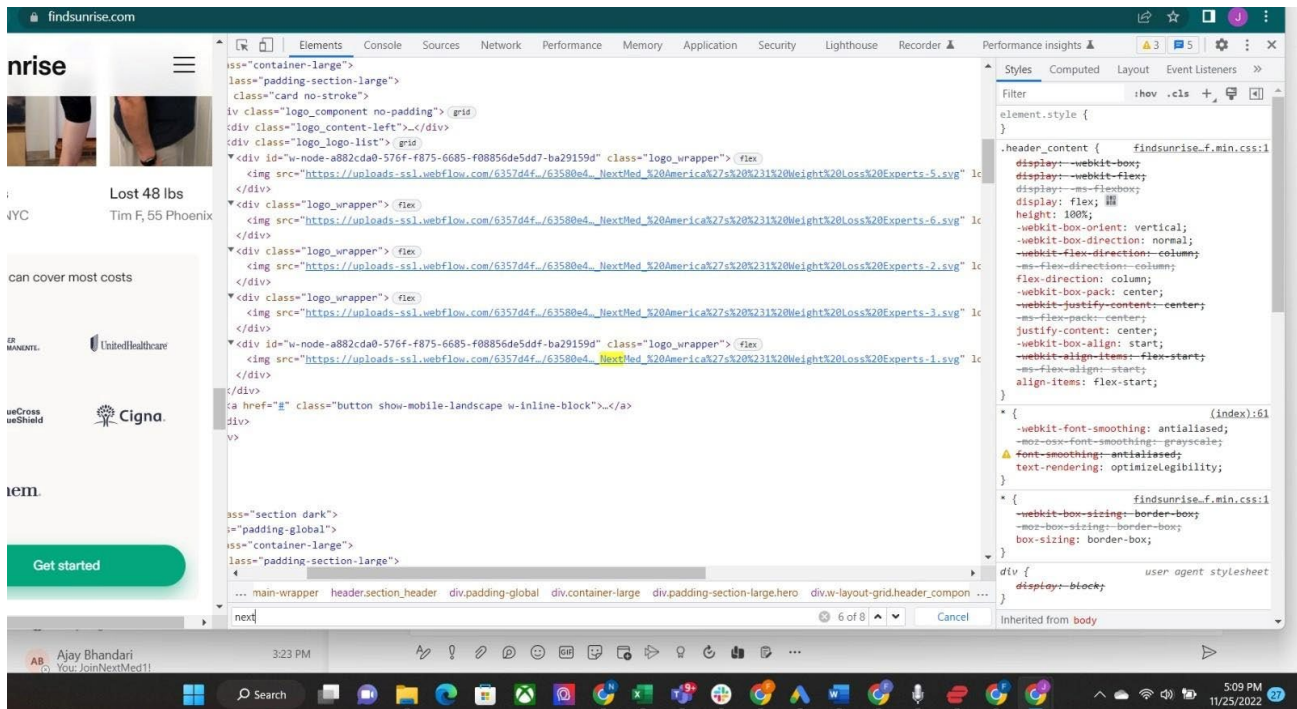 findsunrise.com
J
Elements Console Sources Network Performance Memory Application Security Lighthouse Recorder Performance insights 3 5
nrise
Lost 48 lbs
NYC Tim F, 55 Phoenix
can cover most costs
MANENTE. UnitedHealthcare
ueCross
ueShield Cigna.
Get started
ass="container-large">
lass="padding-section-large">
class="card no-stroke">
iv class="logo_component no-padding"> grid
<div class="logo_content-left">…</div>
<div class="logo_logo-list"> grid
▼<div id="w-node-a882cda0-576f-f875-6685-f08856de5dd7-ba29159d" class="logo_wrapper"> flex
<img src="https://uploads-ssl.webflow.com/6357d4f…/63580e4…_NextMed_%20America%27s%20%231%20Weight%20Loss%20Experts-5.svg" lo
</div>
▼<div class="logo_wrapper"> flex
<img src="https://uploads-ssl.webflow.com/6357d4f…/63580e4…_NextMed_%20America%27s%20%231%20Weight%20Loss%20Experts-6.svg" lo
</div>
▼<div class="logo_wrapper"> flex
<img src="https://uploads-ssl.webflow.com/6357d4f…/63580e4…_NextMed_%20America%27s%20%231%20Weight%20Loss%20Experts-2.svg" lo
</div>
▼<div class="logo_wrapper"> flex
<img src="https://uploads-ssl.webflow.com/6357d4f…/63580e4…_NextMed_%20America%27s%20%231%20Weight%20Loss%20Experts-3.svg" lo
</div>
▼<div id="w-node-a882cda0-576f-f875-6685-f08856de5ddf-ba29159d" class="logo_wrapper"> flex
<img src="https://uploads-ssl.webflow.com/6357d4f…/63580e4…_NextMed_%20America%27s%20%231%20Weight%20Loss%20Experts-1.svg" lo
</div>
</div>
<a href="#" class="button show-mobile-landscape w-inline-block">…</a>
div>
v>
ass="section dark">
s="padding-global">
ass="container-large">
lass="padding-section-large">
… main-wrapper header.section_header div.padding-global div.container-large div.padding-section-large.hero div.w-layout-grid.header_compon …
next 6 of 8 Cancel
Styles Computed Layout Event Listeners »
Filter :hov .cls +
element.style {
}
.header_content { findsunrise…f.min.css:1
display: -webkit-box;
display: -webkit-flex;
display: -ms-flexbox;
display: flex;
height: 100%;
-webkit-box-orient: vertical;
-webkit-box-direction: normal;
-webkit-flex-direction: column;
-ms-flex-direction: column;
flex-direction: column;
-webkit-box-pack: center;
-webkit-justify-content: center;
-ms-flex-pack: center;
justify-content: center;
-webkit-box-align: start;
-webkit-align-items: flex-start;
-ms-flex-align: start;
align-items: flex-start;
}
* { (index):61
-webkit-font-smoothing: antialiased;
-moz-osx-font-smoothing: grayscale;
font-smoothing: antialiased;
text-rendering: optimizeLegibility;
}
* { findsunrise…f.min.css:1
-webkit-box-sizing: border-box;
-moz-box-sizing: border-box;
box-sizing: border-box;
}
div { user agent stylesheet
display: block;
}
Inherited from body
AB Ajay Bhandari 3:23 PM
You: JoinNextMed1!
GIF
Search
5:09 PM
11/25/2022 27